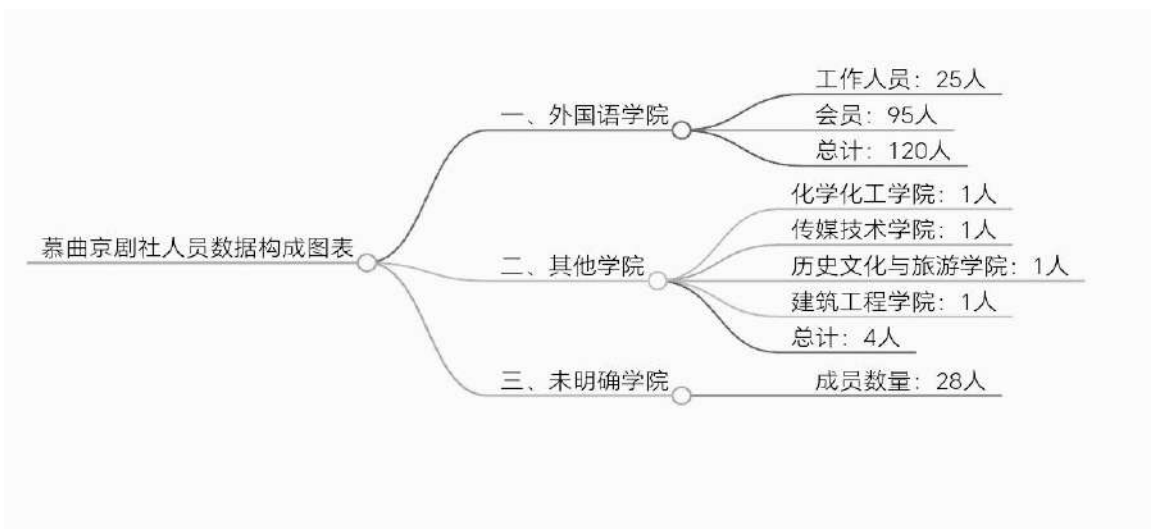 慕曲京剧社人员数据构成图表
一、外国语学院
工作人员：25人
会员：95人
总计：120人
二、其他学院
化学化工学院：1人
传媒技术学院：1人
历史文化与旅游学院：1人
建筑工程学院：1人
总计：4人
三、未明确学院
成员数量：28人